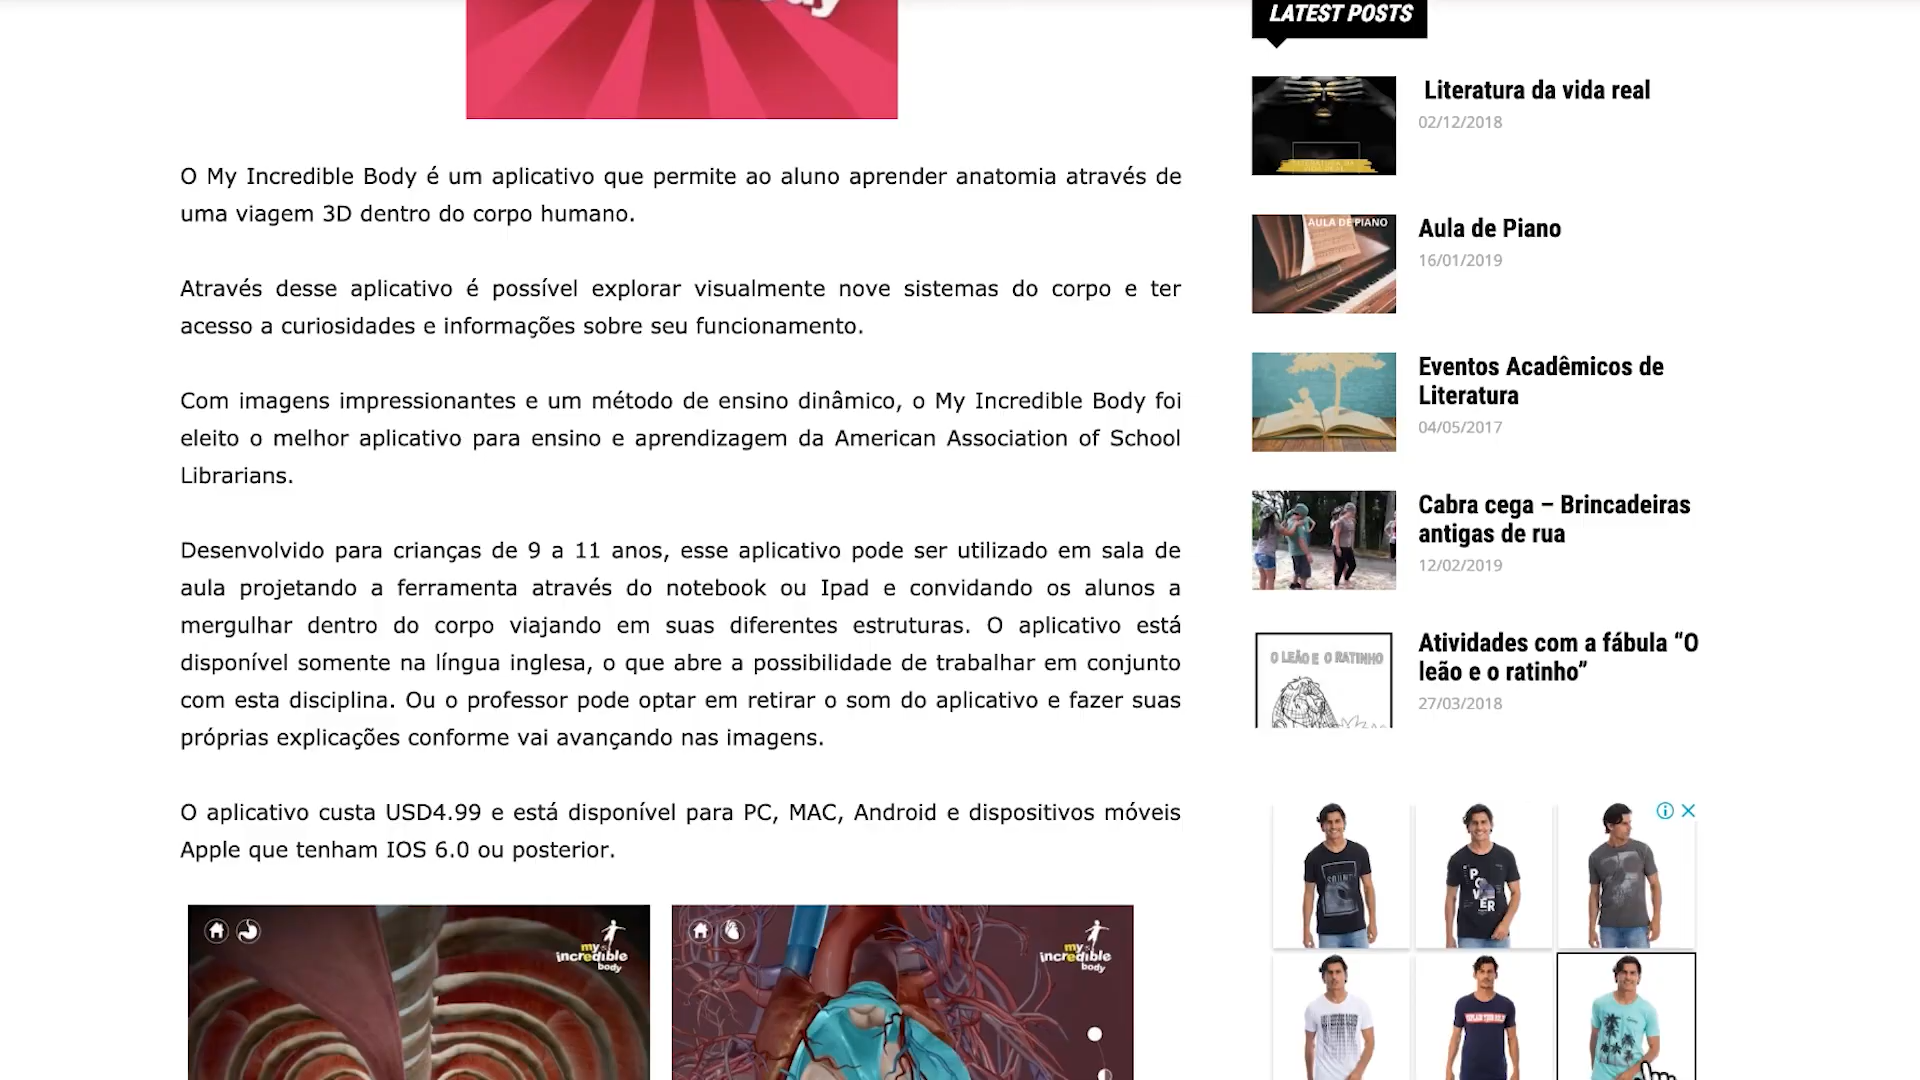 LATEST POSTS
Literatura da vida real
02/12/2018
O My Incredible Body é um aplicativo que permite ao aluno aprender anatomia através de
uma viagem 3D dentro do corpo humano.
Através desse aplicativo é possível explorar visualmente nove sistemas do corpo e ter
acesso a curiosidades e informações sobre seu funcionamento.
Com imagens impressionantes e um método de ensino dinâmico, o My Incredible Body foi
eleito o melhor aplicativo para ensino e aprendizagem da American Association of School
Librarians.
Desenvolvido para crianças de 9 a 11 anos, esse aplicativo pode ser utilizado em sala de
aula projetando a ferramenta através do notebook ou Ipad e convidando os alunos a
mergulhar dentro do corpo viajando em suas diferentes estruturas. O aplicativo está
disponível somente na língua inglesa, o que abre a possibilidade de trabalhar em conjunto
com esta disciplina. Ou o professor pode optar em retirar o som do aplicativo e fazer suas
próprias explicações conforme vai avançando nas imagens.
O aplicativo custa USD4.99 e está disponível para PC, MAC, Android e dispositivos móveis
Apple que tenham IOS 6.0 ou posterior.
my
incredible
body
my
incredible
body
AULA DE PIANO
Aula de Piano
16/01/2019
Eventos Acadêmicos de
Literatura
04/05/2017
Cabra cega – Brincadeiras
antigas de rua
12/02/2019
O LEÃO E O RATINHO
Atividades com a fábula “O
leão e o ratinho”
27/03/2018
PO
W
ER